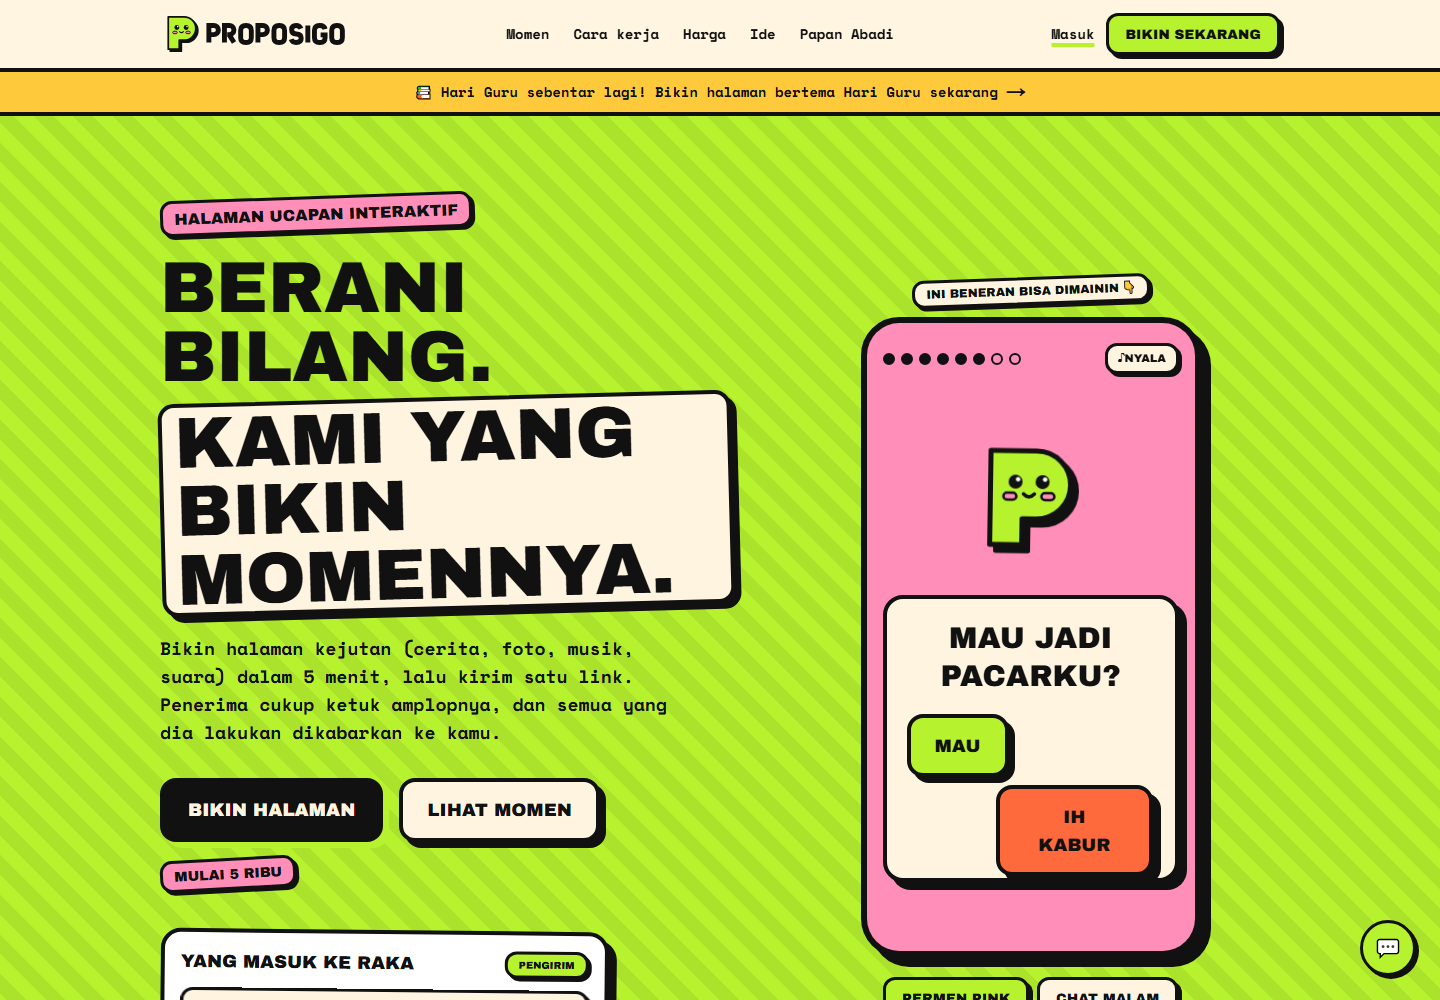 PROPOSIGO
Momen Cara kerja Harga Ide Papan Abadi
Masuk BIKIN SEKARANG
Hari Guru sebentar lagi! Bikin halaman bertema Hari Guru sekarang →
HALAMAN UCAPAN INTERAKTIF
BERANI
BILANG.
KAMI YANG
BIKIN
MOMENNYA.
Bikin halaman kejutan (cerita, foto, musik,
suara) dalam 5 menit, lalu kirim satu link.
Penerima cukup ketuk amplopnya, dan semua yang
dia lakukan dikabarkan ke kamu.
BIKIN HALAMAN
LIHAT MOMEN
MULAI 5 RIBU
YANG MASUK KE RAKA
PENGIRIM
INI BENERAN BISA DIMAININ 👇
♪NYALA
MAU JADI
PACARKU?
MAU
IH
KABUR
PERMEN PINK
CHAT MALAM